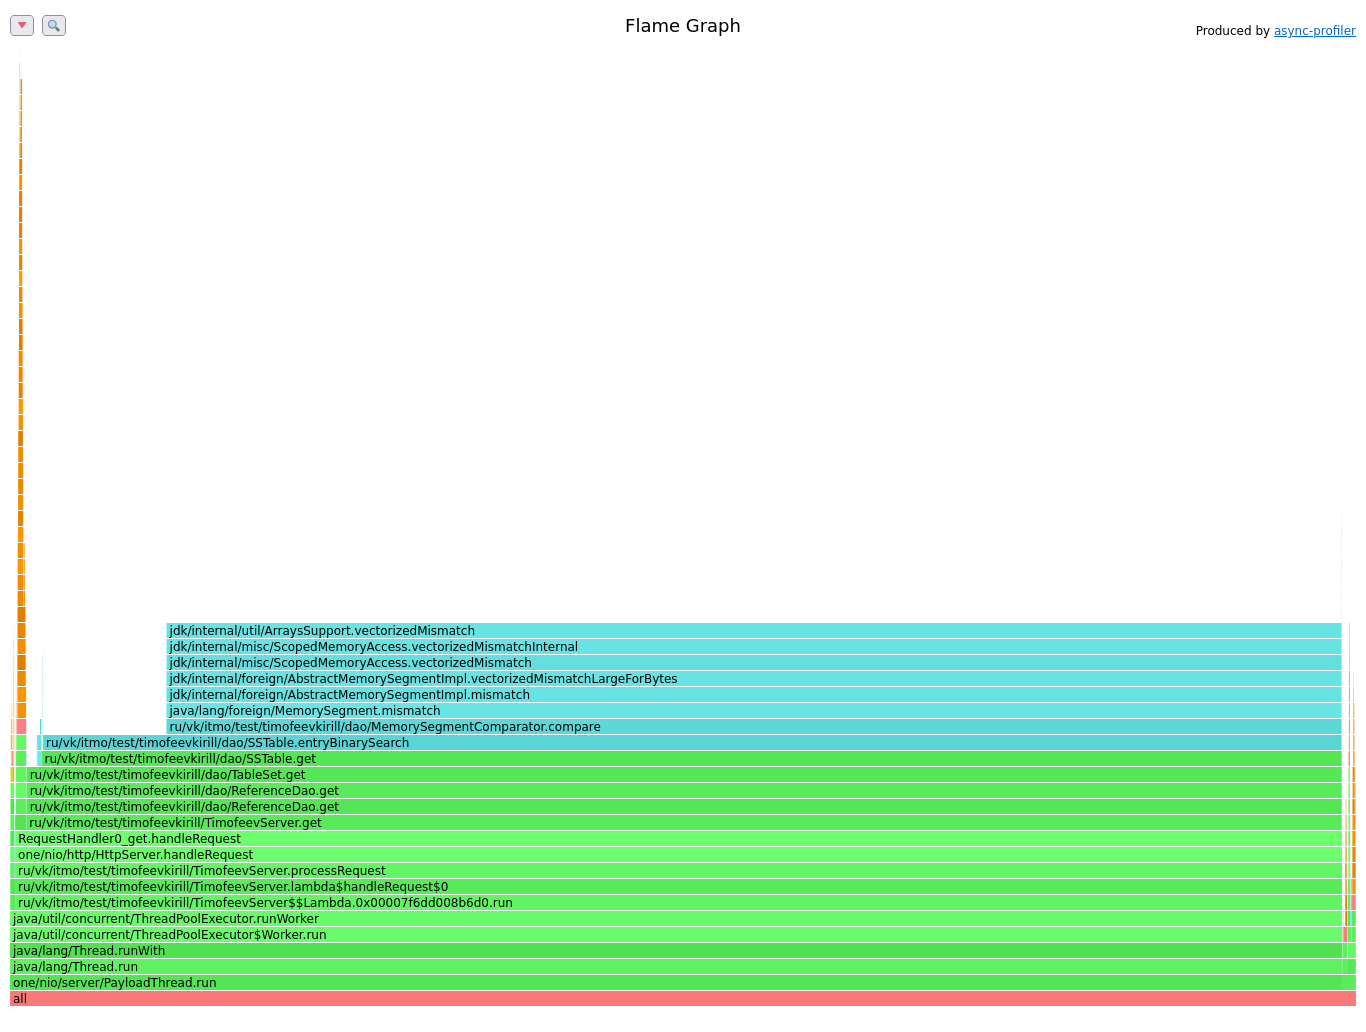 Flame Graph
Produced by async-profiler
jdk/internal/util/ArraysSupport.vectorizedMismatch
jdk/internal/misc/ScopedMemoryAccess.vectorizedMismatchInternal
jdk/internal/misc/ScopedMemoryAccess.vectorizedMismatch
jdk/internal/foreign/AbstractMemorySegmentImpl.vectorizedMismatchLargeForBytes
jdk/internal/foreign/AbstractMemorySegmentImpl.mismatch
java/lang/foreign/MemorySegment.mismatch
ru/vk/itmo/test/timofeevkirill/dao/MemorySegmentComparator.compare
ru/vk/itmo/test/timofeevkirill/dao/SSTable.entryBinarySearch
ru/vk/itmo/test/timofeevkirill/dao/SSTable.get
ru/vk/itmo/test/timofeevkirill/dao/TableSet.get
ru/vk/itmo/test/timofeevkirill/dao/ReferenceDao.get
ru/vk/itmo/test/timofeevkirill/dao/ReferenceDao.get
ru/vk/itmo/test/timofeevkirill/TimofeevServer.get
RequestHandler0_get.handleRequest
one/nio/http/HttpServer.handleRequest
ru/vk/itmo/test/timofeevkirill/TimofeevServer.processRequest
ru/vk/itmo/test/timofeevkirill/TimofeevServer.lambda$handleRequest$0
ru/vk/itmo/test/timofeevkirill/TimofeevServer$$Lambda.0x00007f6dd008b6d0.run
java/util/concurrent/ThreadPoolExecutor.runWorker
java/util/concurrent/ThreadPoolExecutor$Worker.run
java/lang/Thread.runWith
java/lang/Thread.run
one/nio/server/PayloadThread.run
all